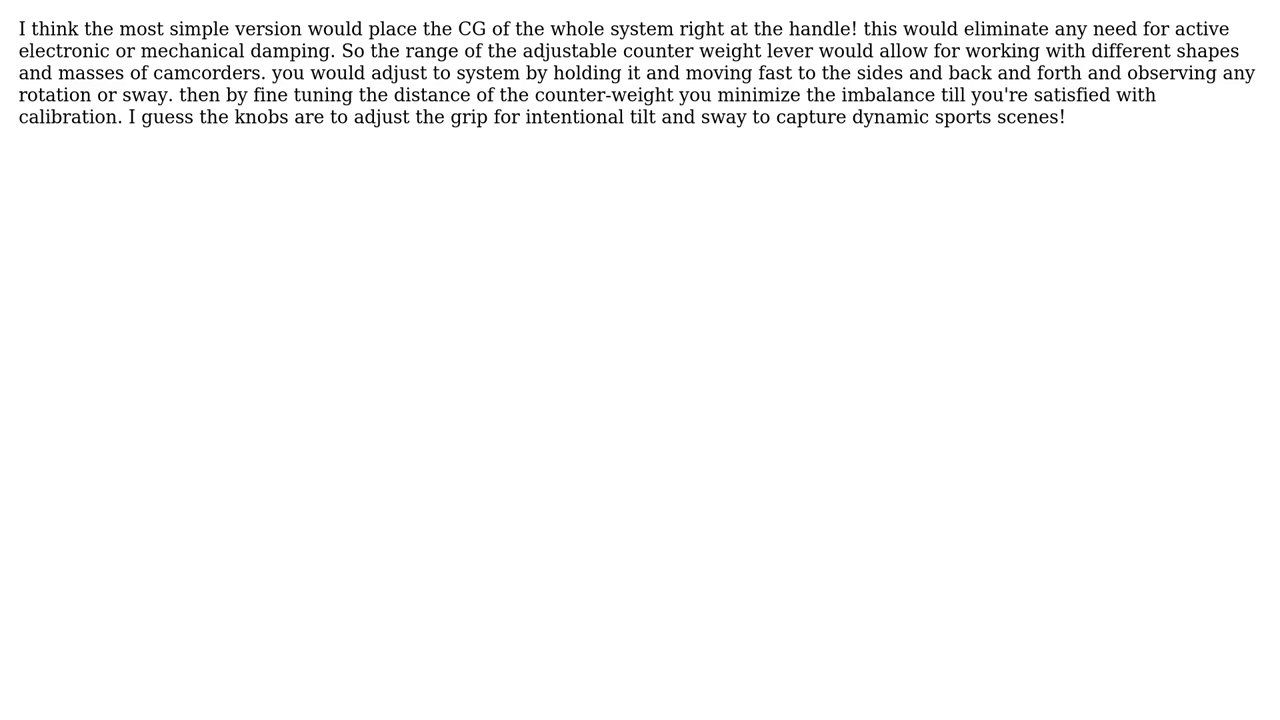 I think the most simple version would place the CG of the whole system right at the handle! this would eliminate any need for active
electronic or mechanical damping. So the range of the adjustable counter weight lever would allow for working with different shapes
and masses of camcorders. you would adjust to system by holding it and moving fast to the sides and back and forth and observing any
rotation or sway. then by fine tuning the distance of the counter-weight you minimize the imbalance till you're satisfied with
calibration. I guess the knobs are to adjust the grip for intentional tilt and sway to capture dynamic sports scenes!